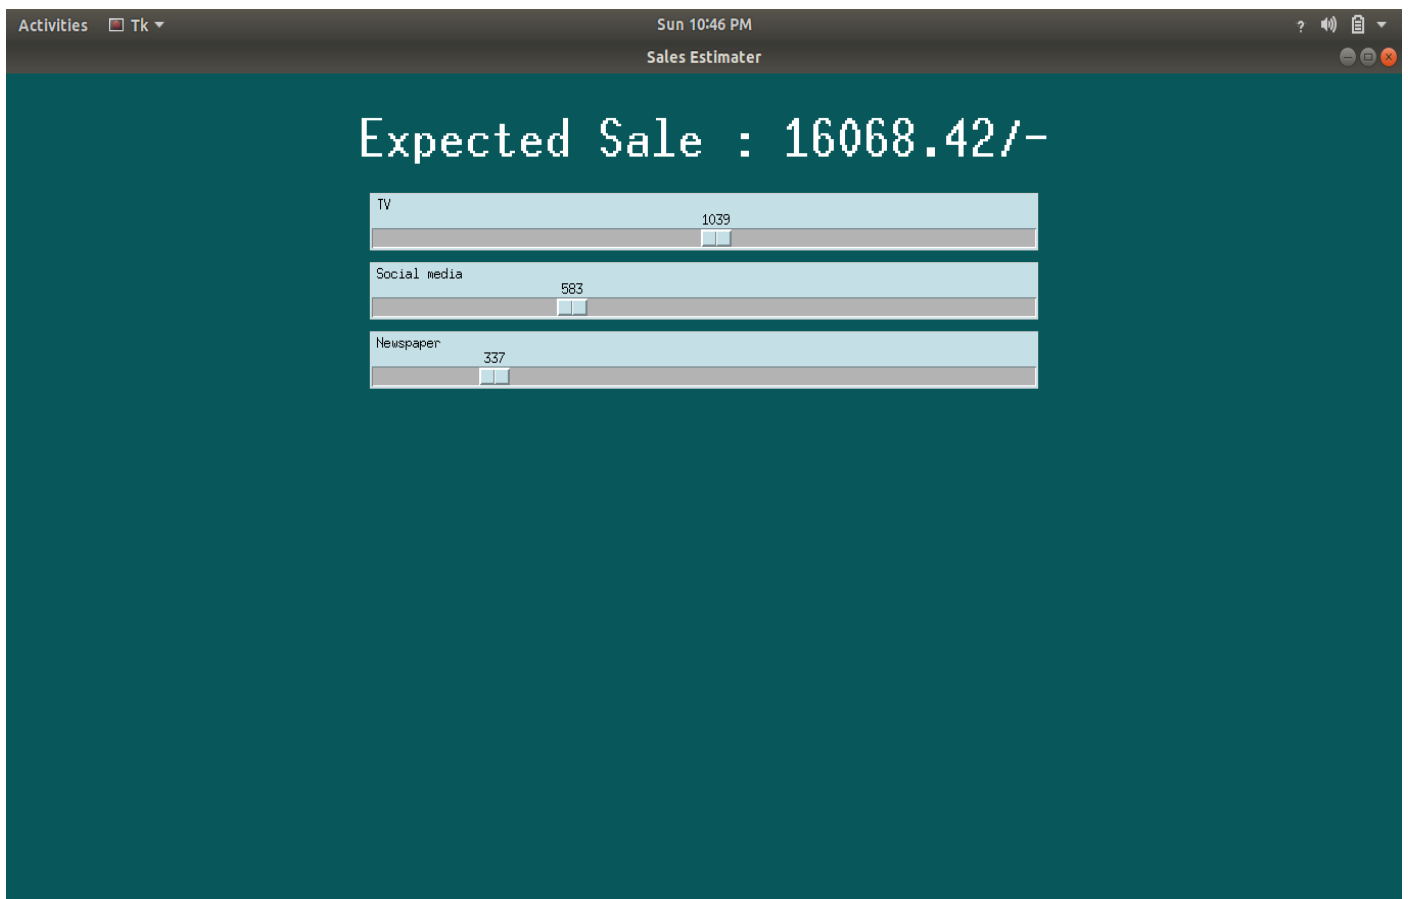 Activities Tk Sun 10:46 PM ?
Sales Estimater
Expected Sale : 16068.42/-
TV
1039
Social media
583
Newspaper
337